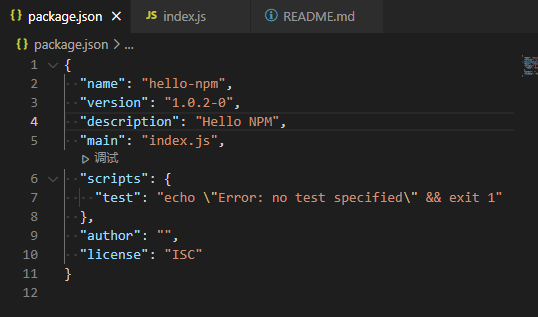 {} package.json × JS index.js README.md
{} package.json > ...
1 {
2 "name": "hello-npm",
3 "version": "1.0.2-0",
4 "description": "Hello NPM",
5 "main": "index.js",
▷ 调试
6 "scripts": {
7 "test": "echo \"Error: no test specified\" && exit 1"
8 },
9 "author": "",
10 "license": "ISC"
11 }
12